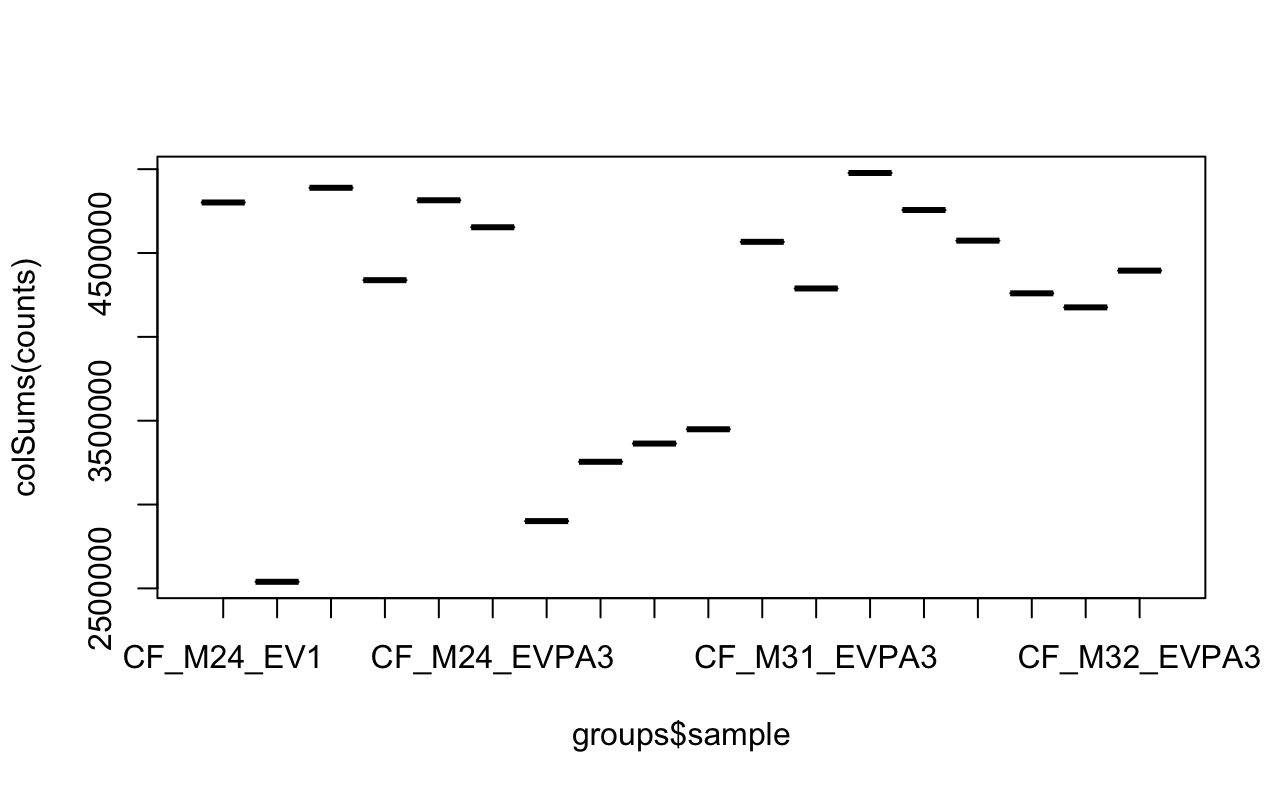 colSums(counts)
4500000
3500000
2500000
CF_M24_EV1 CF_M24_EVPA3 CF_M31_EVPA3 CF_M32_EVPA3
groups$sample